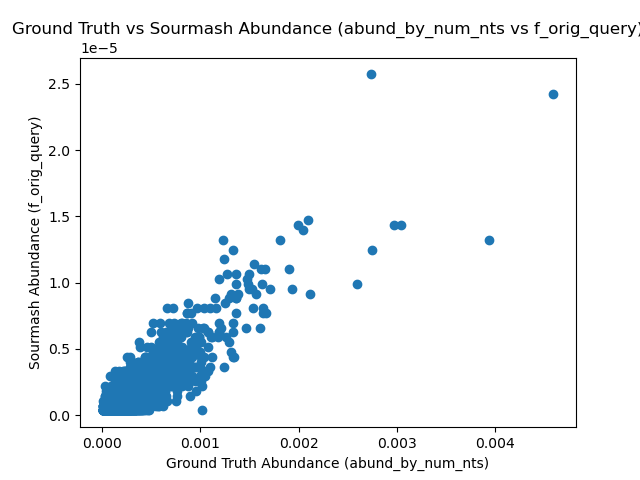 Ground Truth vs Sourmash Abundance (abund_by_num_nts vs f_orig_query)
1e−5
2.5
2.0
1.5
1.0
0.5
0.0
Sourmash Abundance (f_orig_query)
0.000 0.001 0.002 0.003 0.004
Ground Truth Abundance (abund_by_num_nts)